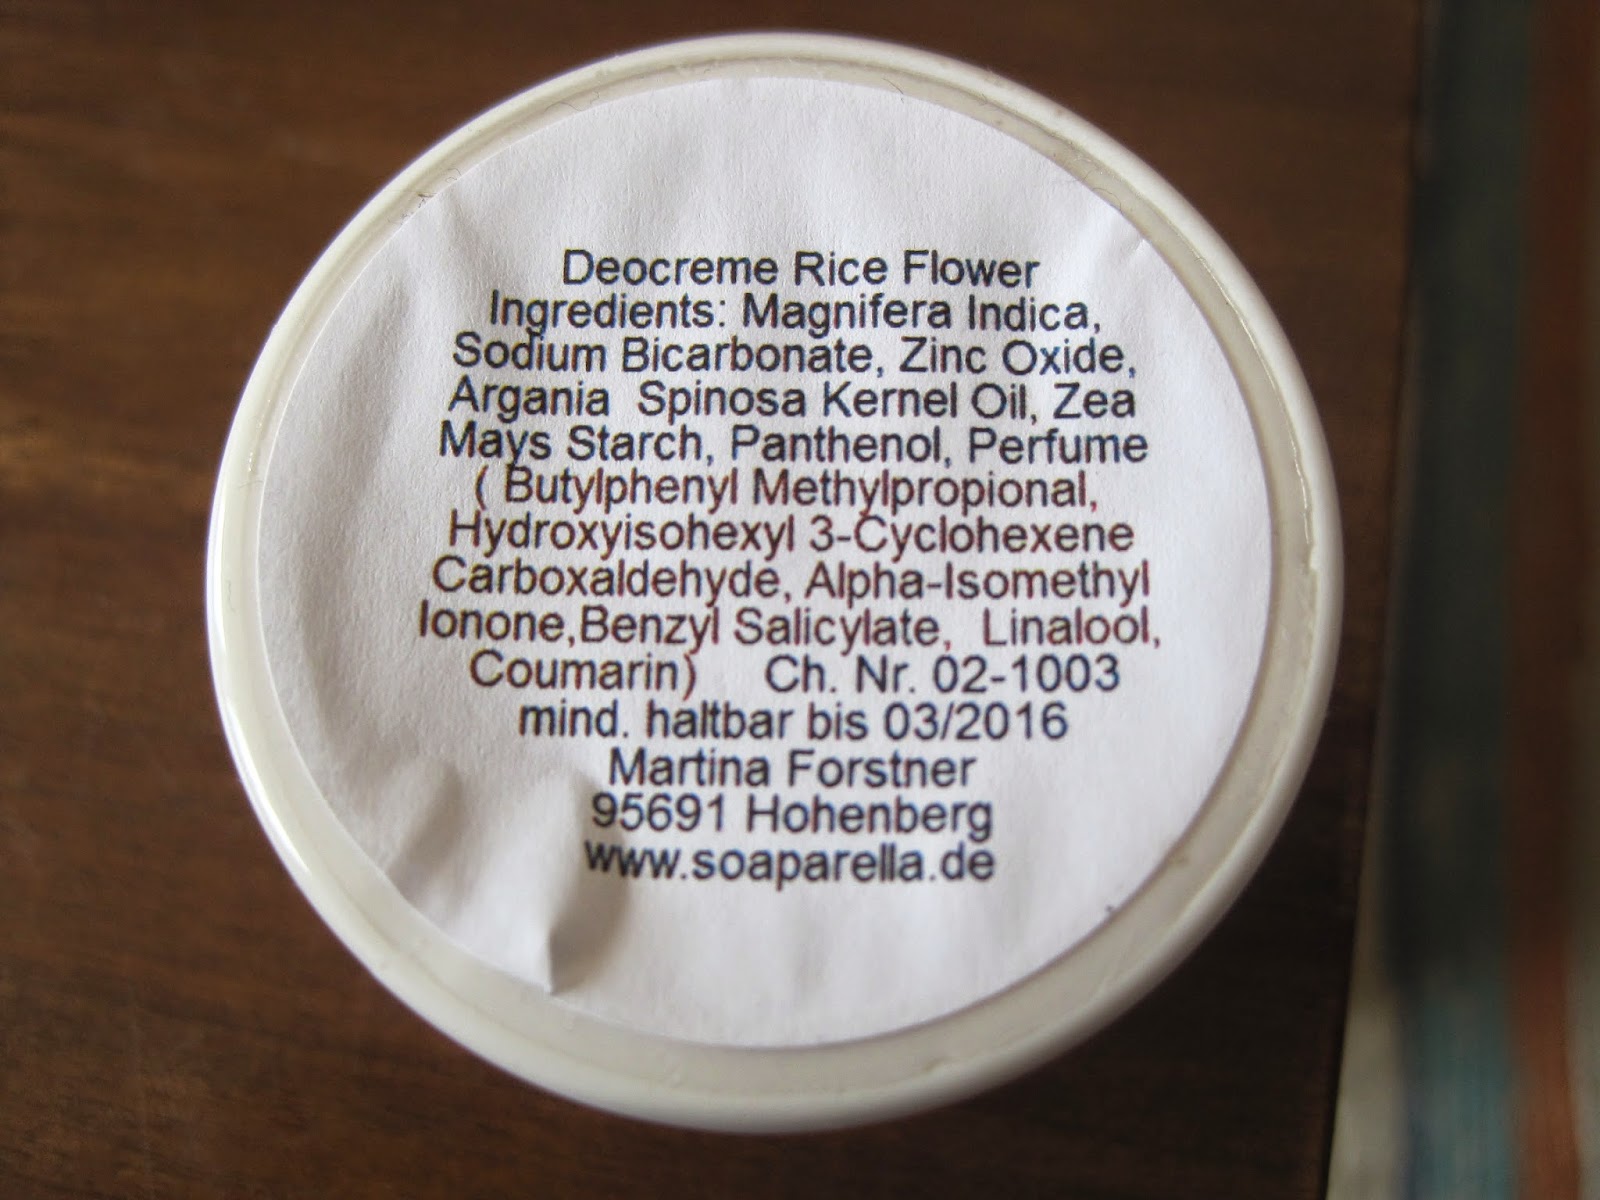 Deocreme Rice Flower
Ingredients: Magnifera Indica,
Sodium Bicarbonate, Zinc Oxide,
Argania Spinosa Kernel Oil, Zea
Mays Starch, Panthenol, Perfume
( Butylphenyl Methylpropional,
Hydroxyisohexyl 3-Cyclohexene
Carboxaldehyde, Alpha-Isomethyl
Ionone,Benzyl Salicylate, Linalool,
Coumarin) Ch. Nr. 02-1003
mind. haltbar bis 03/2016
Martina Forstner
95691 Hohenberg
www.soaparella.de